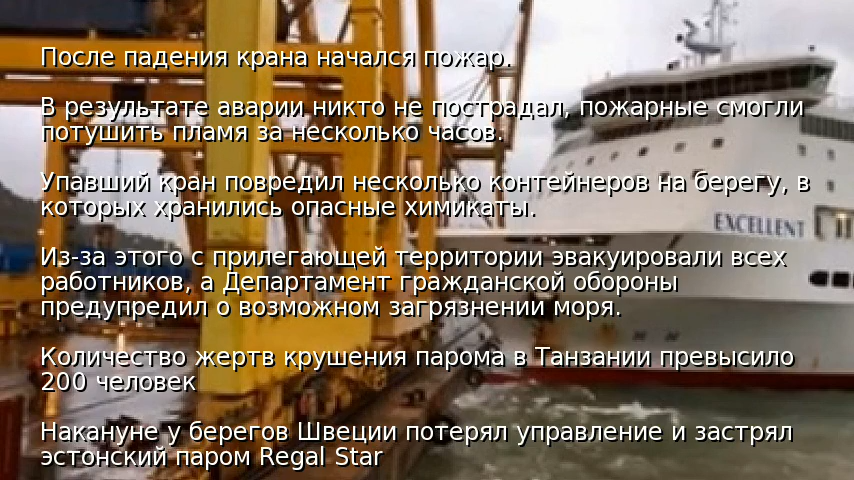 После падения крана начался пожар.
В результате аварии никто не пострадал, пожарные смогли
потушить пламя за несколько часов.
Упавший кран повредил несколько контейнеров на берегу, в
которых хранились опасные химикаты.
Из-за этого с прилегающей территории эвакуировали всех
работников, а Департамент гражданской обороны
предупредил о возможном загрязнении моря.
Количество жертв крушения парома в Танзании превысило
200 человек
Накануне у берегов Швеции потерял управление и застрял
эстонский паром Regal Star
EXCELLENT